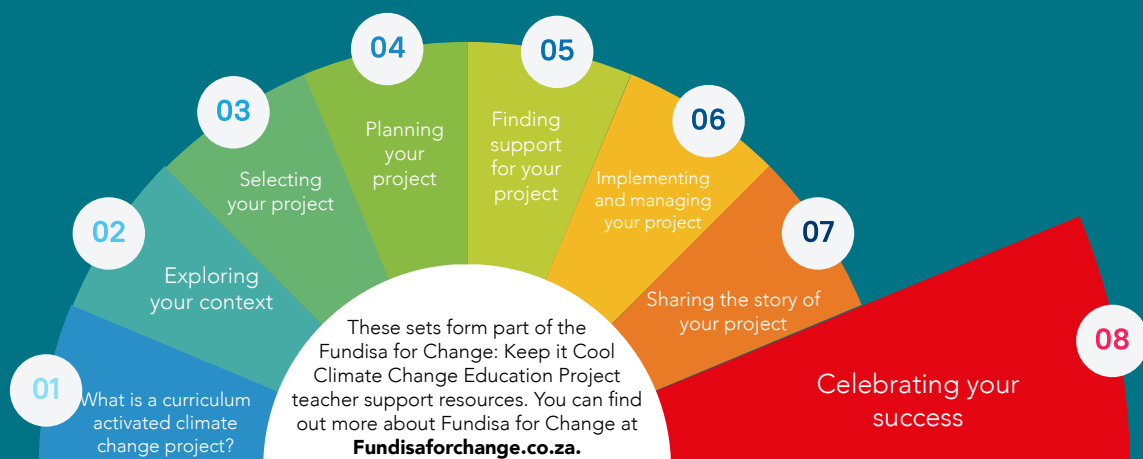 01
What is a curriculum
activated climate
change project?
02
Exploring
your context
03
Selecting
your project
04
Planning
your
project
05
Finding
support
for your
project
06
Implementing
and managing
your project
07
Sharing the story of
your project
08
Celebrating your
success
These sets form part of the
Fundisa for Change: Keep it Cool
Climate Change Education Project
teacher support resources. You can find
out more about Fundisa for Change at
Fundisaforchange.co.za.